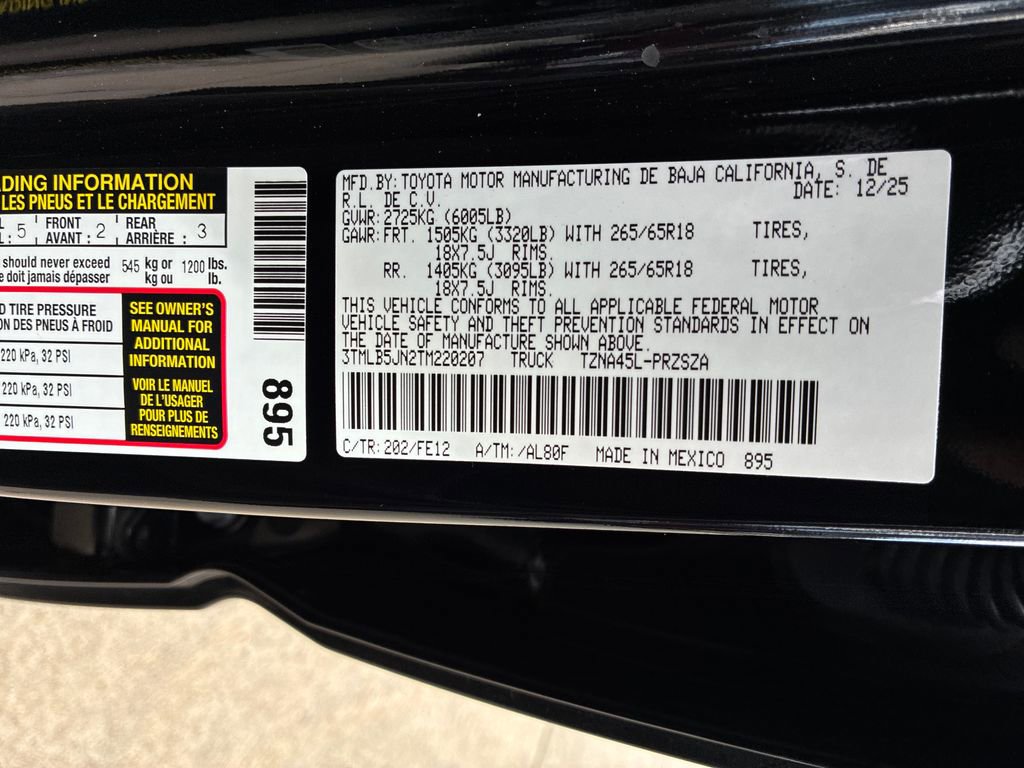 DING INFORMATION
LES PNEUS ET LE CHARGEMENT
5 FRONT AVANT : 2 REAR ARRIÈRE : 3
should never exceed
doit jamais dépasser
545 kg or kg ou 1200 lbs. lb.
TIRE PRESSURE
ON DES PNEUS À FROID
220 kPa, 32 PSI
220 kPa, 32 PSI
220 kPa, 32 PSI
SEE OWNER'S
MANUAL FOR
ADDITIONAL
INFORMATION
VOIR LE MANUEL
DE L'USAGER
POUR PLUS DE
RENSEIGNEMENTS
895
MFD.BY:TOYOTA MOTOR MANUFACTURING DE BAJA CALIFORNIA, S. DE
R.L. DE C.V. DATE: 12/25
GVWR:2725KG (6005LB)
GAWR:FRT. 1505KG (3320LB) WITH 265/65R18 TIRES,
18X7.5J RIMS.
RR. 1405KG (3095LB) WITH 265/65R18 TIRES,
18X7.5J RIMS.
THIS VEHICLE CONFORMS TO ALL APPLICABLE FEDERAL MOTOR
VEHICLE SAFETY AND THEFT PREVENTION STANDARDS IN EFFECT ON
THE DATE OF MANUFACTURE SHOWN ABOVE.
3TMLB5JN2TM220207 TRUCK TZNA45L-PRZSZA
C/TR:202/FE12 A/TM:/AL80F MADE IN MEXICO 895